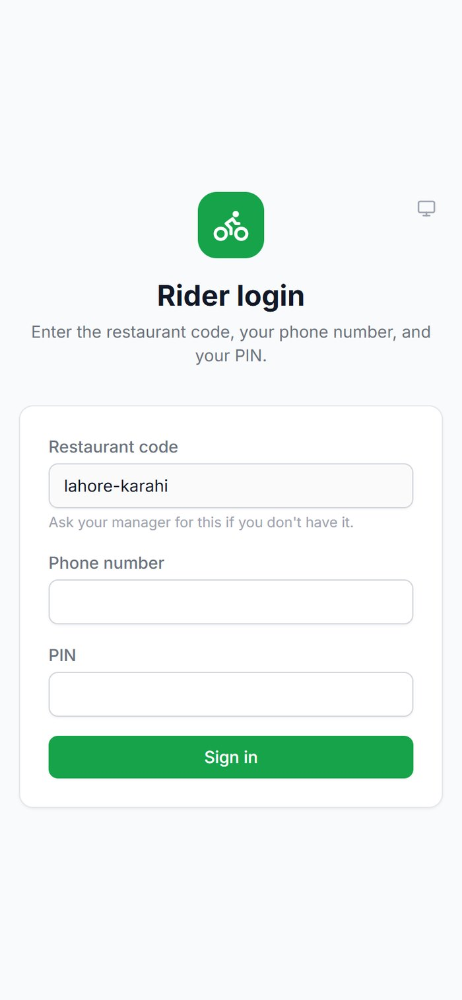 Rider login
Enter the restaurant code, your phone number, and
your PIN.
Restaurant code
lahore-karahi
Ask your manager for this if you don't have it.
Phone number
PIN
Sign in